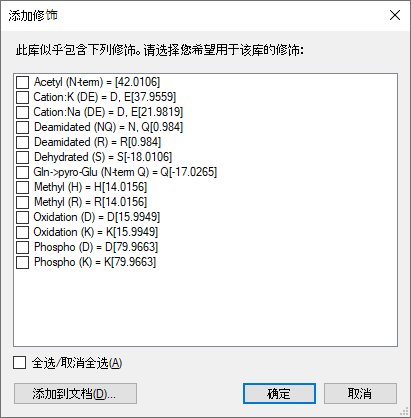 添加修饰
此库似乎包含下列修饰。请选择您希望用于该库的修饰:
Acetyl (N-term) = [42.0106]
Cation:K (DE) = D, E[37.9559]
Cation:Na (DE) = D, E[21.9819]
Deamidated (NQ) = N, Q[0.984]
Deamidated (R) = R[0.984]
Dehydrated (S) = S[-18.0106]
Gln->pyro-Glu (N-term Q) = Q[-17.0265]
Methyl (H) = H[14.0156]
Methyl (R) = R[14.0156]
Oxidation (D) = D[15.9949]
Oxidation (K) = K[15.9949]
Phospho (D) = D[79.9663]
Phospho (K) = K[79.9663]
全选/取消全选(A)
添加到文档(D)... 确定 取消